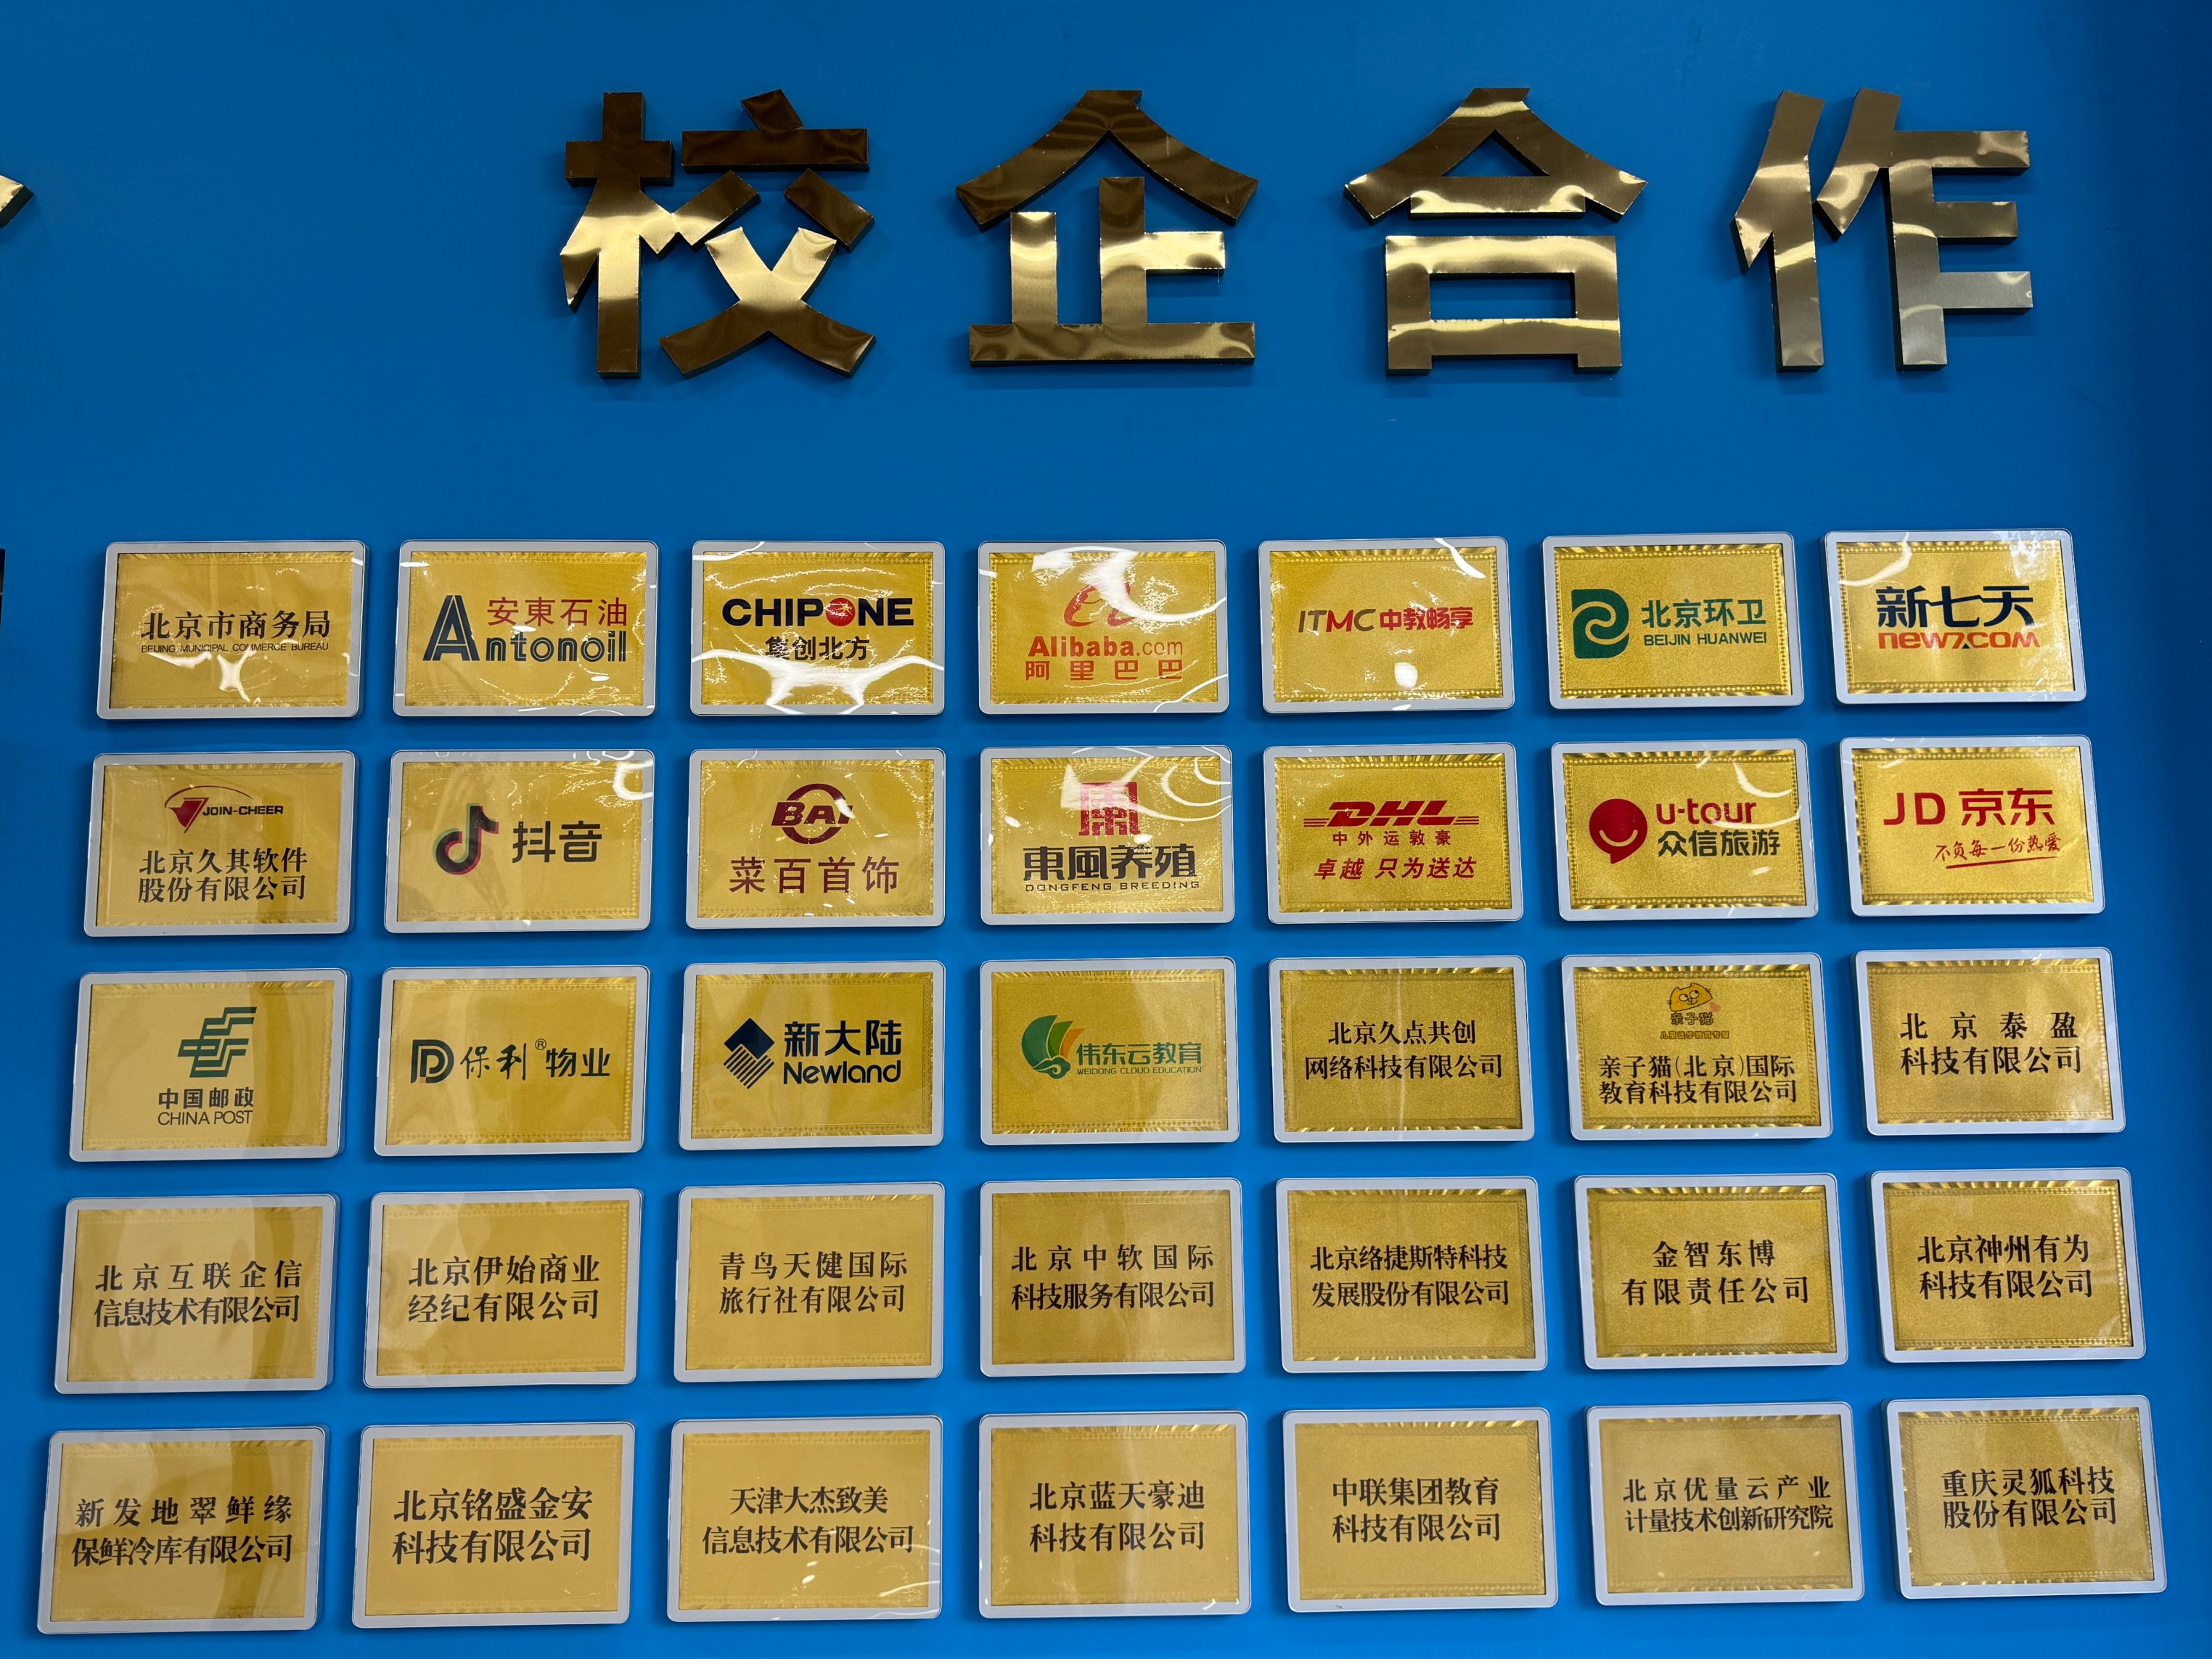 校企合作
北京市商务局
BEIJING MUNICIPAL COMMERCE BUREAU
安東石油
Antonoil
CHIPONE
集创北方
Alibaba.com
阿里巴巴
ITMC中教畅享
北京环卫
BEIJIN HUANWEI
新七天
new7.com
JOIN-CHEER
北京久其软件
股份有限公司
抖音
BAI
菜百首饰
東風养殖
DONGFENG BREEDING
DHL
中外运敦豪
卓越 只为送达
u-tour
众信旅游
JD 京东
不负每一份热爱
中国邮政
CHINA POST
保利®物业
新大陆
Newland
伟东云教育
WEIDONG CLOUD EDUCATION
北京久点共创
网络科技有限公司
亲子猫
亲子猫(北京)国际
教育科技有限公司
北京泰盈
科技有限公司
北京互联企信
信息技术有限公司
北京伊始商业
经纪有限公司
青鸟天健国际
旅行社有限公司
北京中软国际
科技服务有限公司
北京络捷斯特科技
发展股份有限公司
金智东博
有限责任公司
北京神州有为
科技有限公司
新发地翠鲜缘
保鲜冷库有限公司
北京铭盛金安
科技有限公司
天津大杰致美
信息技术有限公司
北京蓝天豪迪
科技有限公司
中联集团教育
科技有限公司
北京优量云产业
计量技术创新研究院
重庆灵狐科技
股份有限公司